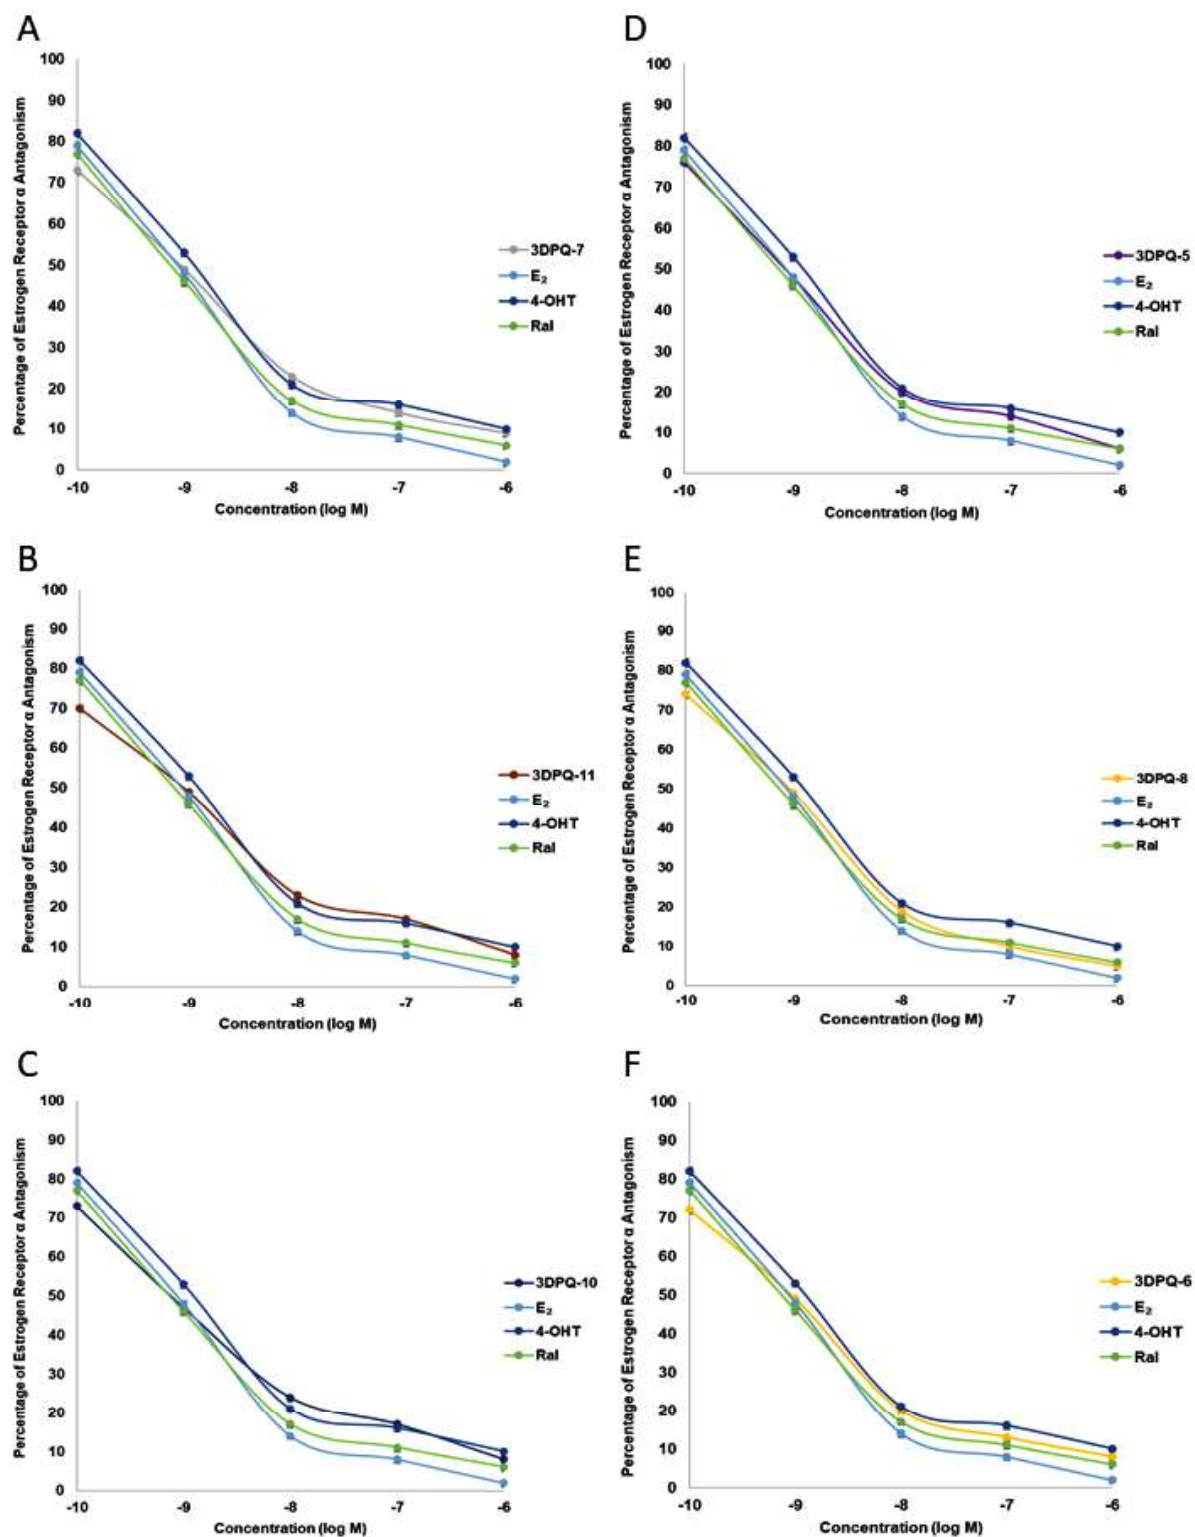 A
Percentage of Estrogen Receptor α Antagonism
100
90
80
70
60
50
40
30
20
10
0
-10 -9 -8 -7 -6
Concentration (log M)
3DPQ-7
E₂
4-OHT
Ral
D
Percentage of Estrogen Receptor α Antagonism
100
90
80
70
60
50
40
30
20
10
0
-10 -9 -8 -7 -6
Concentration (log M)
3DPQ-5
E₂
4-OHT
Ral
B
Percentage of Estrogen Receptor α Antagonism
100
90
80
70
60
50
40
30
20
10
0
-10 -9 -8 -7 -6
Concentration (log M)
3DPQ-11
E₂
4-OHT
Ral
E
Percentage of Estrogen Receptor α Antagonism
100
90
80
70
60
50
40
30
20
10
0
-10 -9 -8 -7 -6
Concentration (log M)
3DPQ-8
E₂
4-OHT
Ral
C
Percentage of Estrogen Receptor α Antagonism
100
90
80
70
60
50
40
30
20
10
0
-10 -9 -8 -7 -6
Concentration (log M)
3DPQ-10
E₂
4-OHT
Ral
F
Percentage of Estrogen Receptor α Antagonism
100
90
80
70
60
50
40
30
20
10
0
-10 -9 -8 -7 -6
Concentration (log M)
3DPQ-6
E₂
4-OHT
Ral